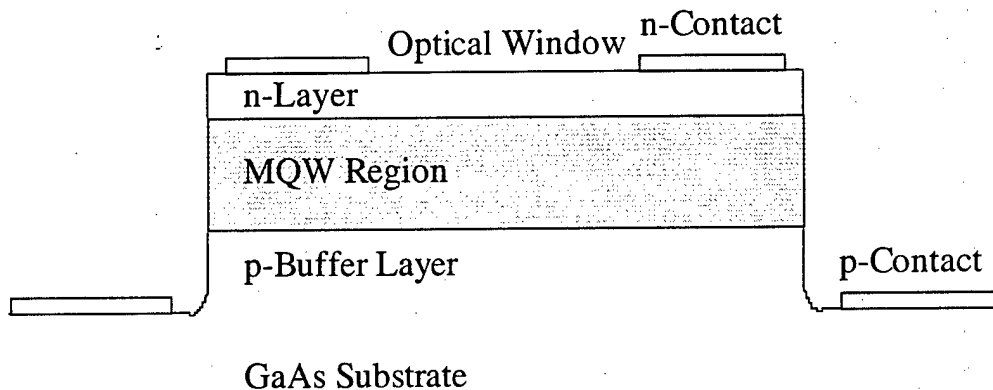 n-Contact
Optical Window
n-Layer
MQW Region
p-Buffer Layer
p-Contact
GaAs Substrate